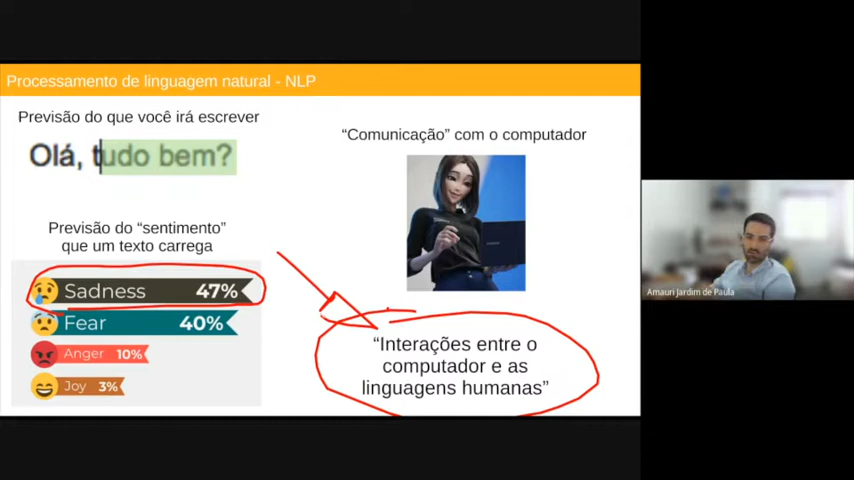 Processamento de linguagem natural - NLP
Previsão do que você irá escrever
Olá, tudo bem?
Previsão do “sentimento”
que um texto carrega
Sadness 47%
Fear 40%
Anger 10%
Joy 3%
“Comunicação” com o computador
“Interações entre o
computador e as
linguagens humanas”
Amauri Jardim de Paula